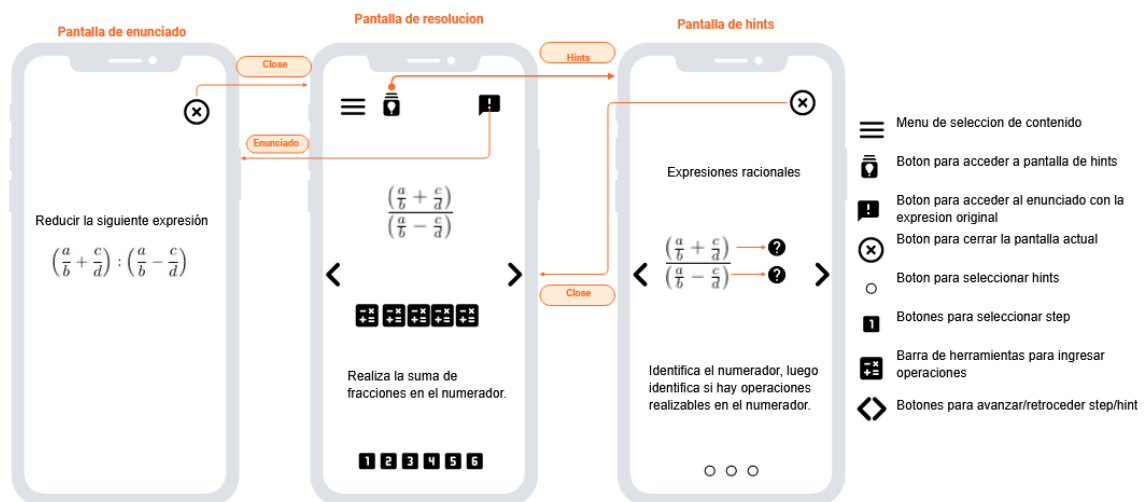 Pantalla de enunciado
Pantalla de resolucion
Pantalla de hints
Close
Hints
Enunciado
Close
Reducir la siguiente expresión
(a/b + c/d) : (a/b − c/d)
(a/b + c/d)
(a/b − c/d)
Realiza la suma de
fracciones en el numerador.
1 2 3 4 5 6
Expresiones racionales
(a/b + c/d)
(a/b − c/d)
Identifica el numerador, luego
identifica si hay operaciones
realizables en el numerador.
Menu de seleccion de contenido
Boton para acceder a pantalla de hints
Boton para acceder al enunciado con la
expresion original
Boton para cerrar la pantalla actual
Boton para seleccionar hints
1
Botones para seleccionar step
Barra de herramientas para ingresar
operaciones
Botones para avanzar/retroceder step/hint